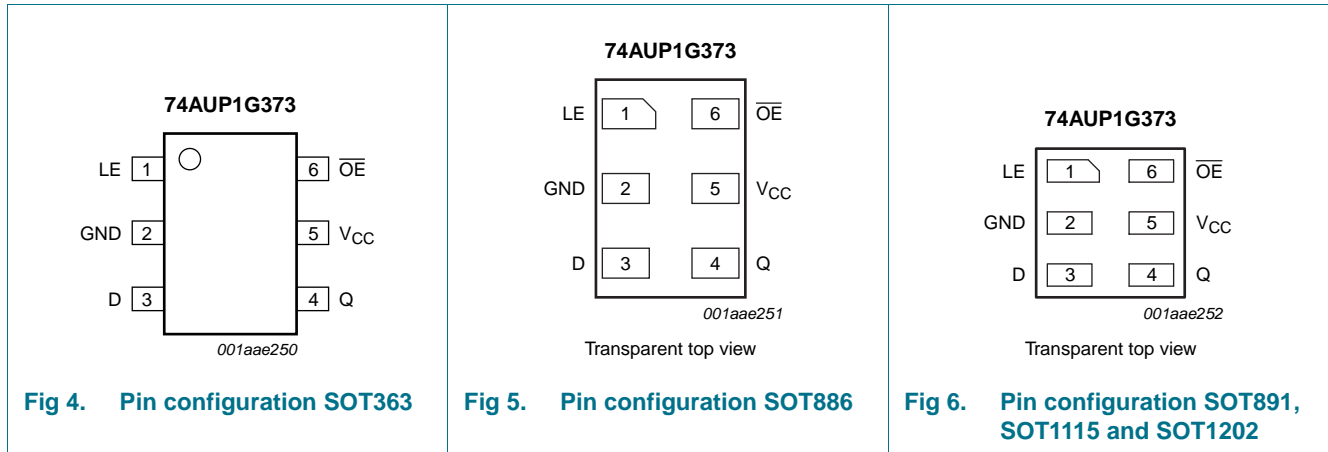 74AUP1G373
LE 1 6 OE
GND 2 5 VCC
D 3 4 Q
001aae250
Fig 4. Pin configuration SOT363
74AUP1G373
LE 1 6 OE
GND 2 5 VCC
D 3 4 Q
001aae251
Transparent top view
Fig 5. Pin configuration SOT886
74AUP1G373
LE 1 6 OE
GND 2 5 VCC
D 3 4 Q
001aae252
Transparent top view
Fig 6. Pin configuration SOT891,
SOT1115 and SOT1202